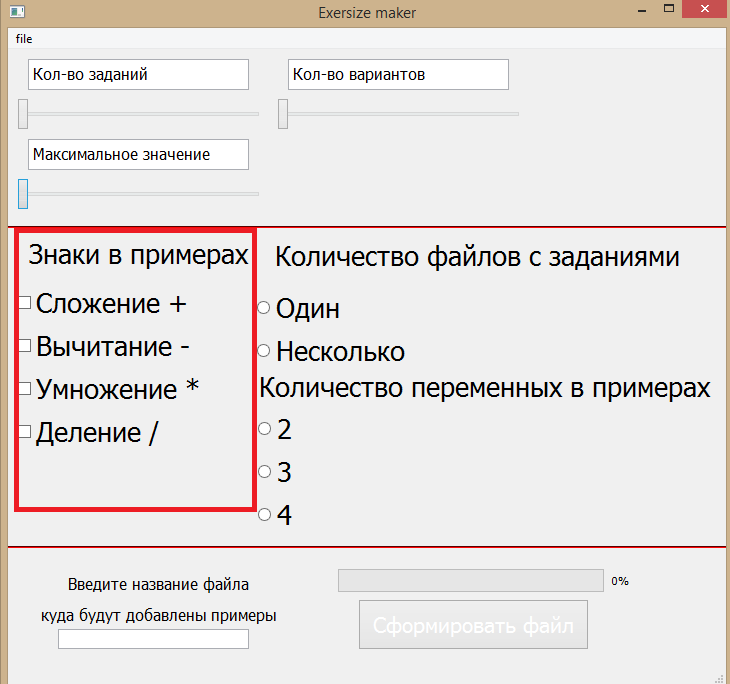 Exersize maker
file
Кол-во заданий
Кол-во вариантов
Максимальное значение
Знаки в примерах
Сложение +
Вычитание -
Умножение *
Деление /
Количество файлов с заданиями
Один
Несколько
Количество переменных в примерах
2
3
4
Введите название файла
куда будут добавлены примеры
0%
Сформировать файл